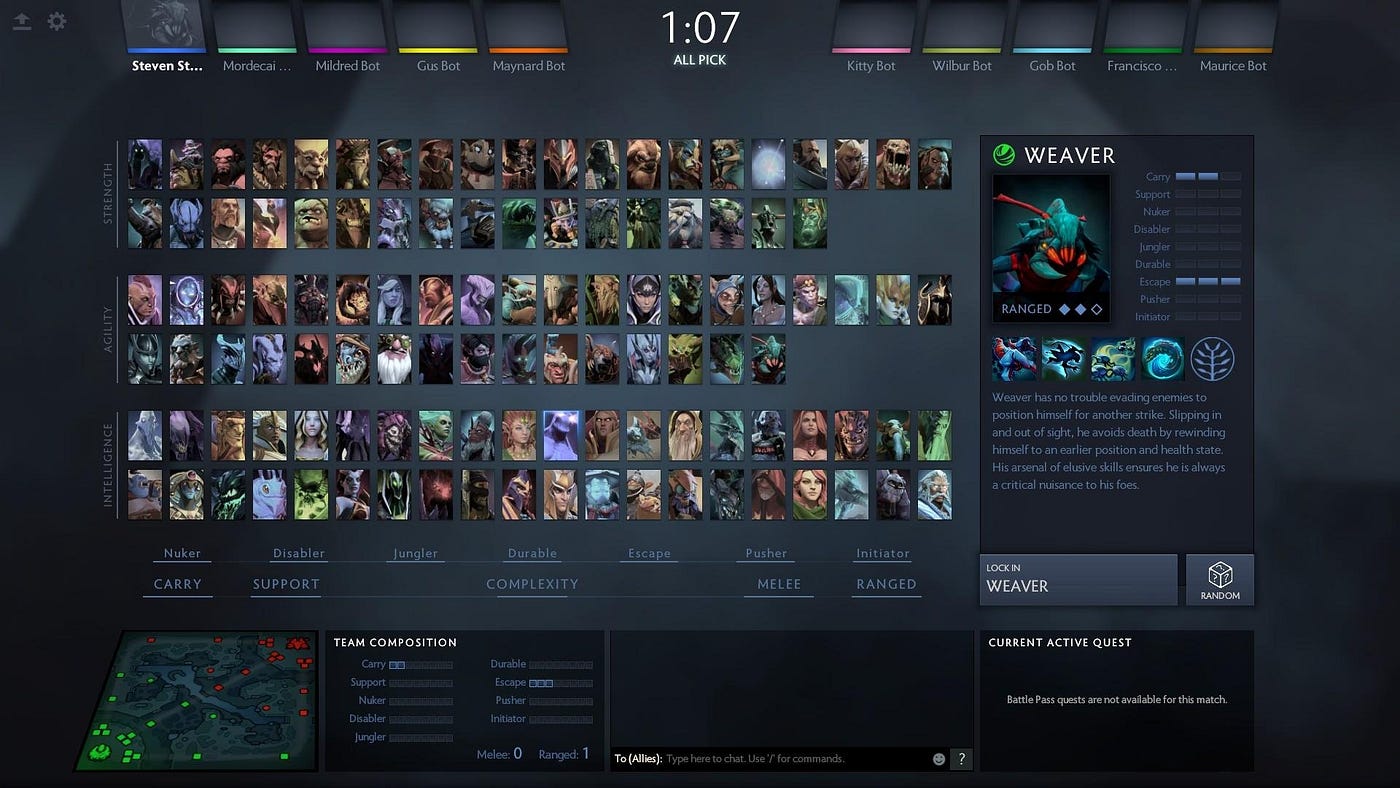 1:07
ALL PICK
Steven St...
Mordecai ...
Mildred Bot
Gus Bot
Maynard Bot
Kitty Bot
Wilbur Bot
Gob Bot
Francisco ...
Maurice Bot
STRENGTH
AGILITY
INTELLIGENCE
WEAVER
Carry
Support
Nuker
Disabler
Jungler
Durable
Escape
Pusher
Initiator
RANGED
Weaver has no trouble evading enemies to
position himself for another strike. Slipping in
and out of sight, he avoids death by rewinding
himself to an earlier position and health state.
His arsenal of elusive skills ensures he is always
a critical nuisance to his foes.
Nuker Disabler Jungler Durable Escape Pusher Initiator
CARRY SUPPORT COMPLEXITY MELEE RANGED
LOCK IN
WEAVER
RANDOM
TEAM COMPOSITION
Carry Durable
Support Escape
Nuker Pusher
Disabler Initiator
Jungler
Melee: 0 Ranged: 1
To (Allies): Type here to chat. Use '/' for commands.
?
CURRENT ACTIVE QUEST
Battle Pass quests are not available for this match.